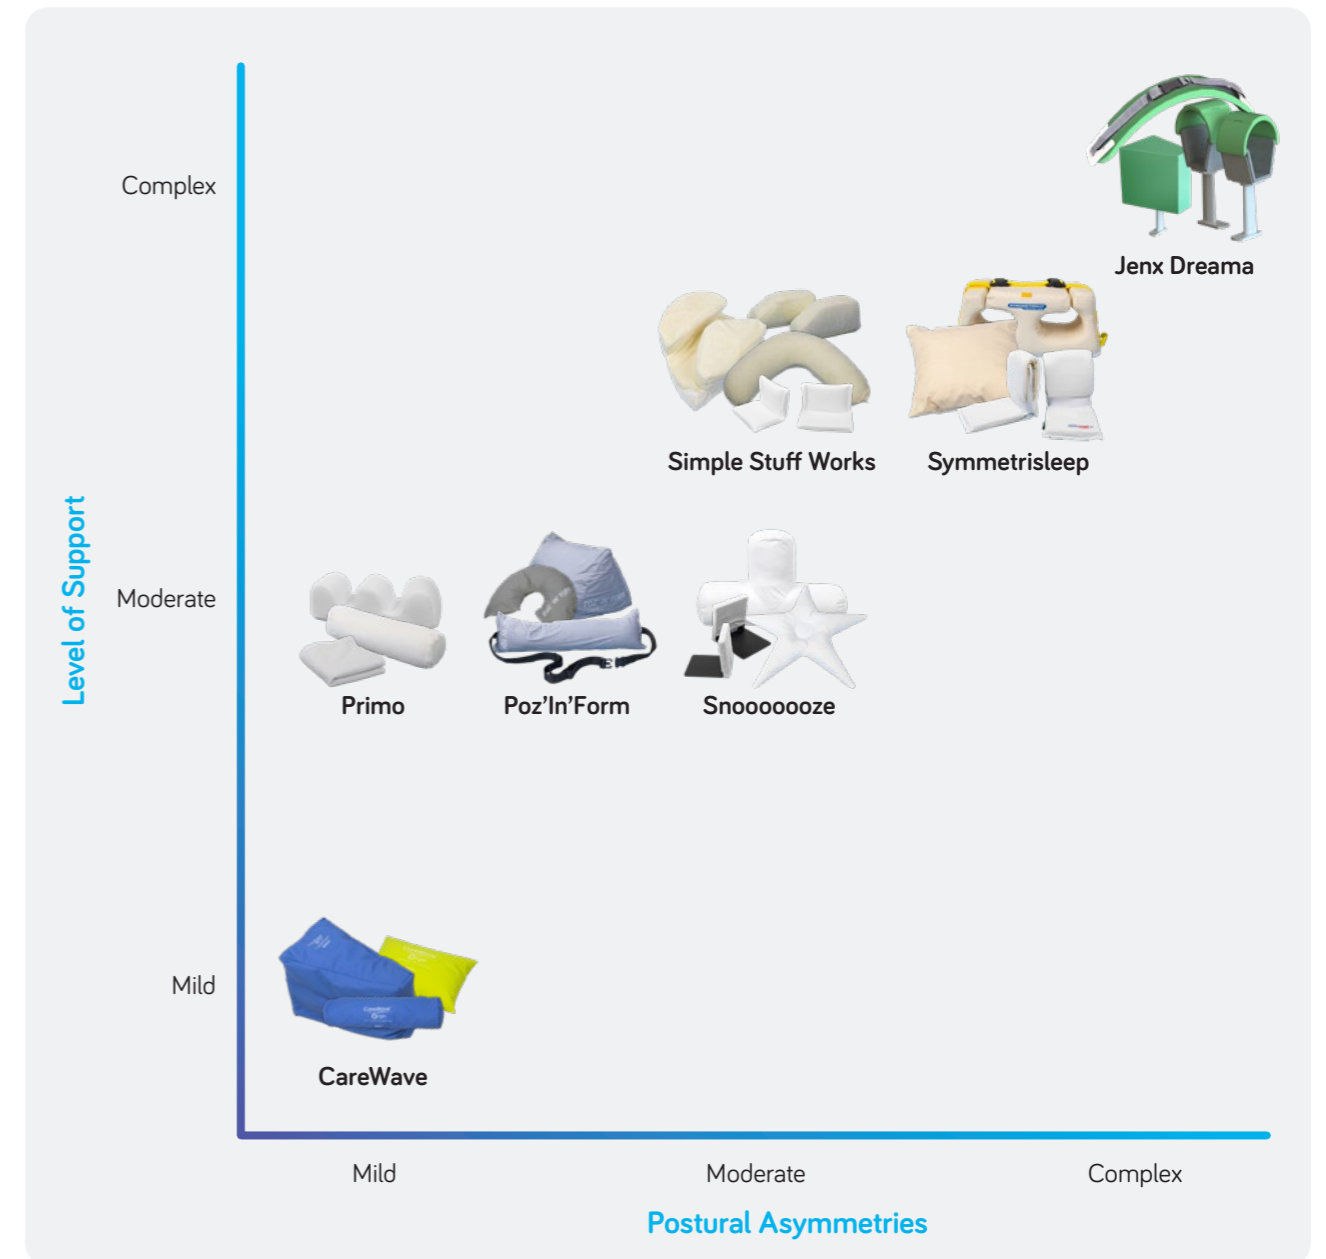 Complex
Jenx Dreama
Simple Stuff Works
Symmetrisleep
Level of Support
Moderate
Primo
Poz'In'Form
Snooooooze
Mild
CareWave
Mild
Moderate
Complex
Postural Asymmetries